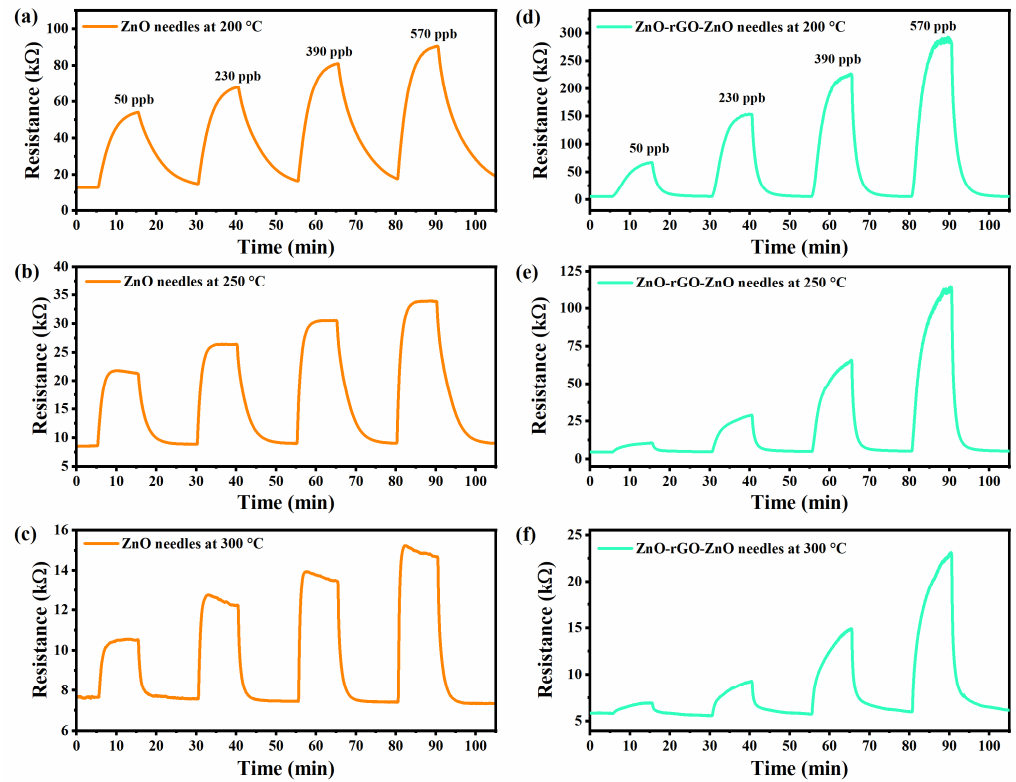 (a)
ZnO needles at 200 °C
50 ppb
230 ppb
390 ppb
570 ppb
Resistance (kΩ)
100
80
60
40
20
0
0 10 20 30 40 50 60 70 80 90 100
Time (min)
(d)
ZnO-rGO-ZnO needles at 200 °C
50 ppb
230 ppb
390 ppb
570 ppb
Resistance (kΩ)
300
250
200
150
100
50
0
0 10 20 30 40 50 60 70 80 90 100
Time (min)
(b)
ZnO needles at 250 °C
Resistance (kΩ)
40
35
30
25
20
15
10
5
0 10 20 30 40 50 60 70 80 90 100
Time (min)
(e)
ZnO-rGO-ZnO needles at 250 °C
Resistance (kΩ)
125
100
75
50
25
0
0 10 20 30 40 50 60 70 80 90 100
Time (min)
(c)
ZnO needles at 300 °C
Resistance (kΩ)
16
14
12
10
8
6
0 10 20 30 40 50 60 70 80 90 100
Time (min)
(f)
ZnO-rGO-ZnO needles at 300 °C
Resistance (kΩ)
25
20
15
10
5
0 10 20 30 40 50 60 70 80 90 100
Time (min)